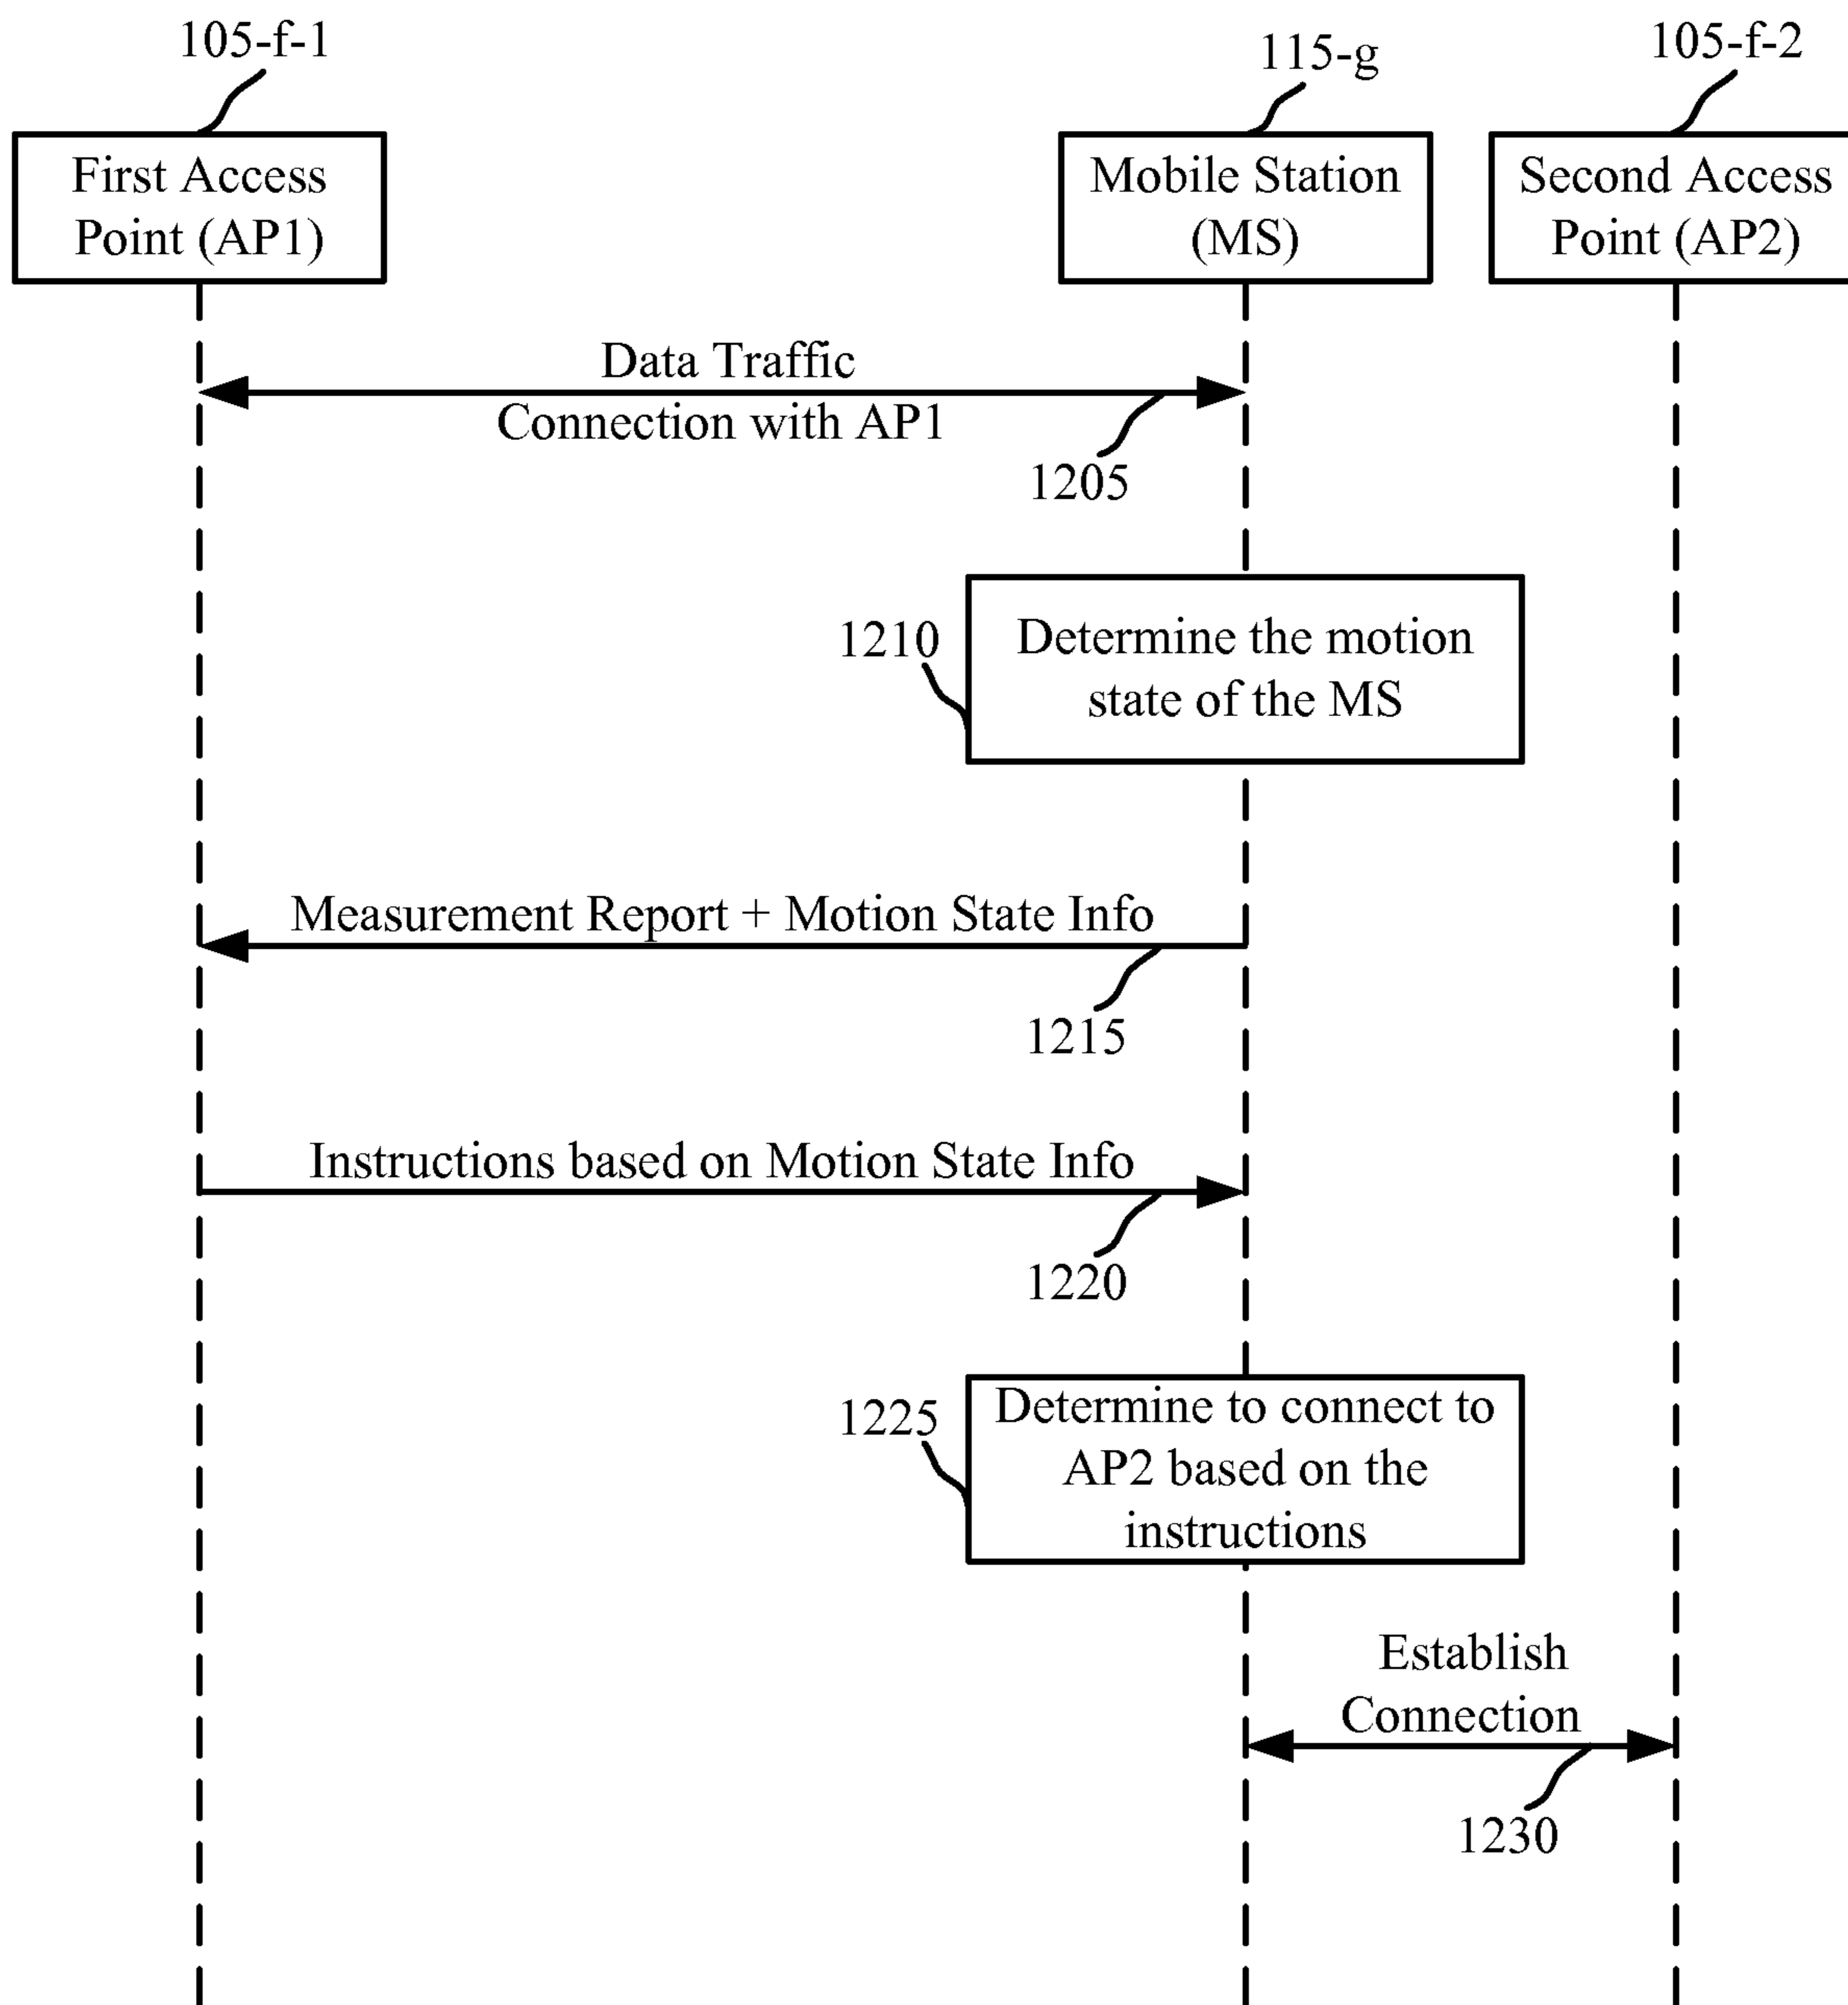 105-f-1
115-g
105-f-2
First Access
Point (AP1)
Mobile Station
(MS)
Second Access
Point (AP2)
Data Traffic
Connection with AP1
1205
1210
Determine the motion
state of the MS
Measurement Report + Motion State Info
1215
Instructions based on Motion State Info
1220
1225
Determine to connect to
AP2 based on the
instructions
Establish
Connection
1230